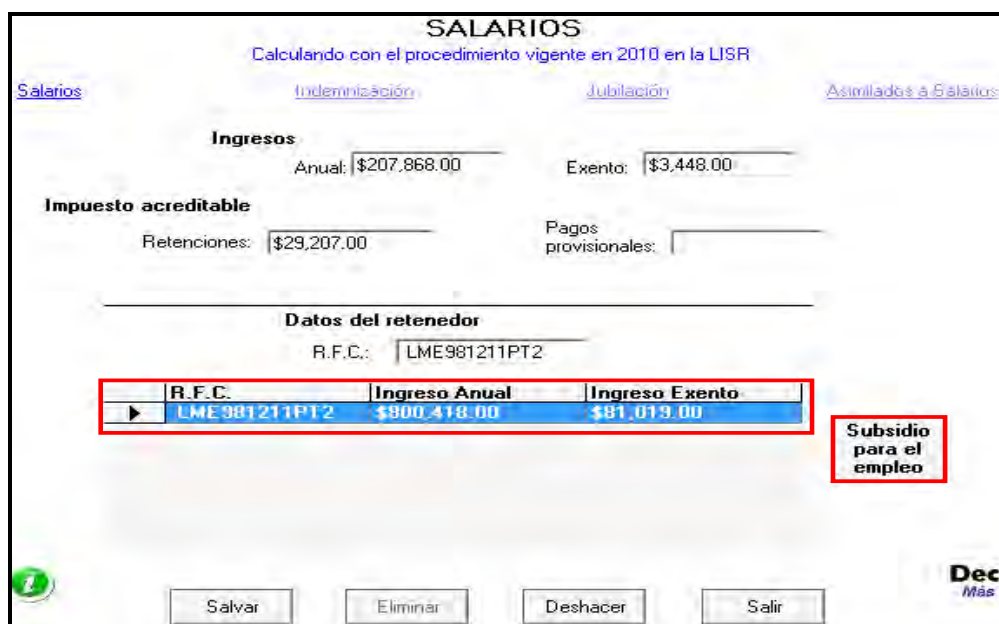 SALARIOS
Calculando con el procedimiento vigente en 2010 en la LISR
Salarios Indemnización Jubilación Asimilados a Salarios
Ingresos
Anual: $207,868.00 Exento: $3,448.00
Impuesto acreditable
Retenciones: $29,207.00 Pagos provisionales:
Datos del retenedor
R.F.C.: LME981211PT2
R.F.C. Ingreso Anual Ingreso Exento
LME981211PT2 $800,418.00 $81,019.00
Subsidio
para el
empleo
Dec
Más
Salvar Eliminar Deshacer Salir